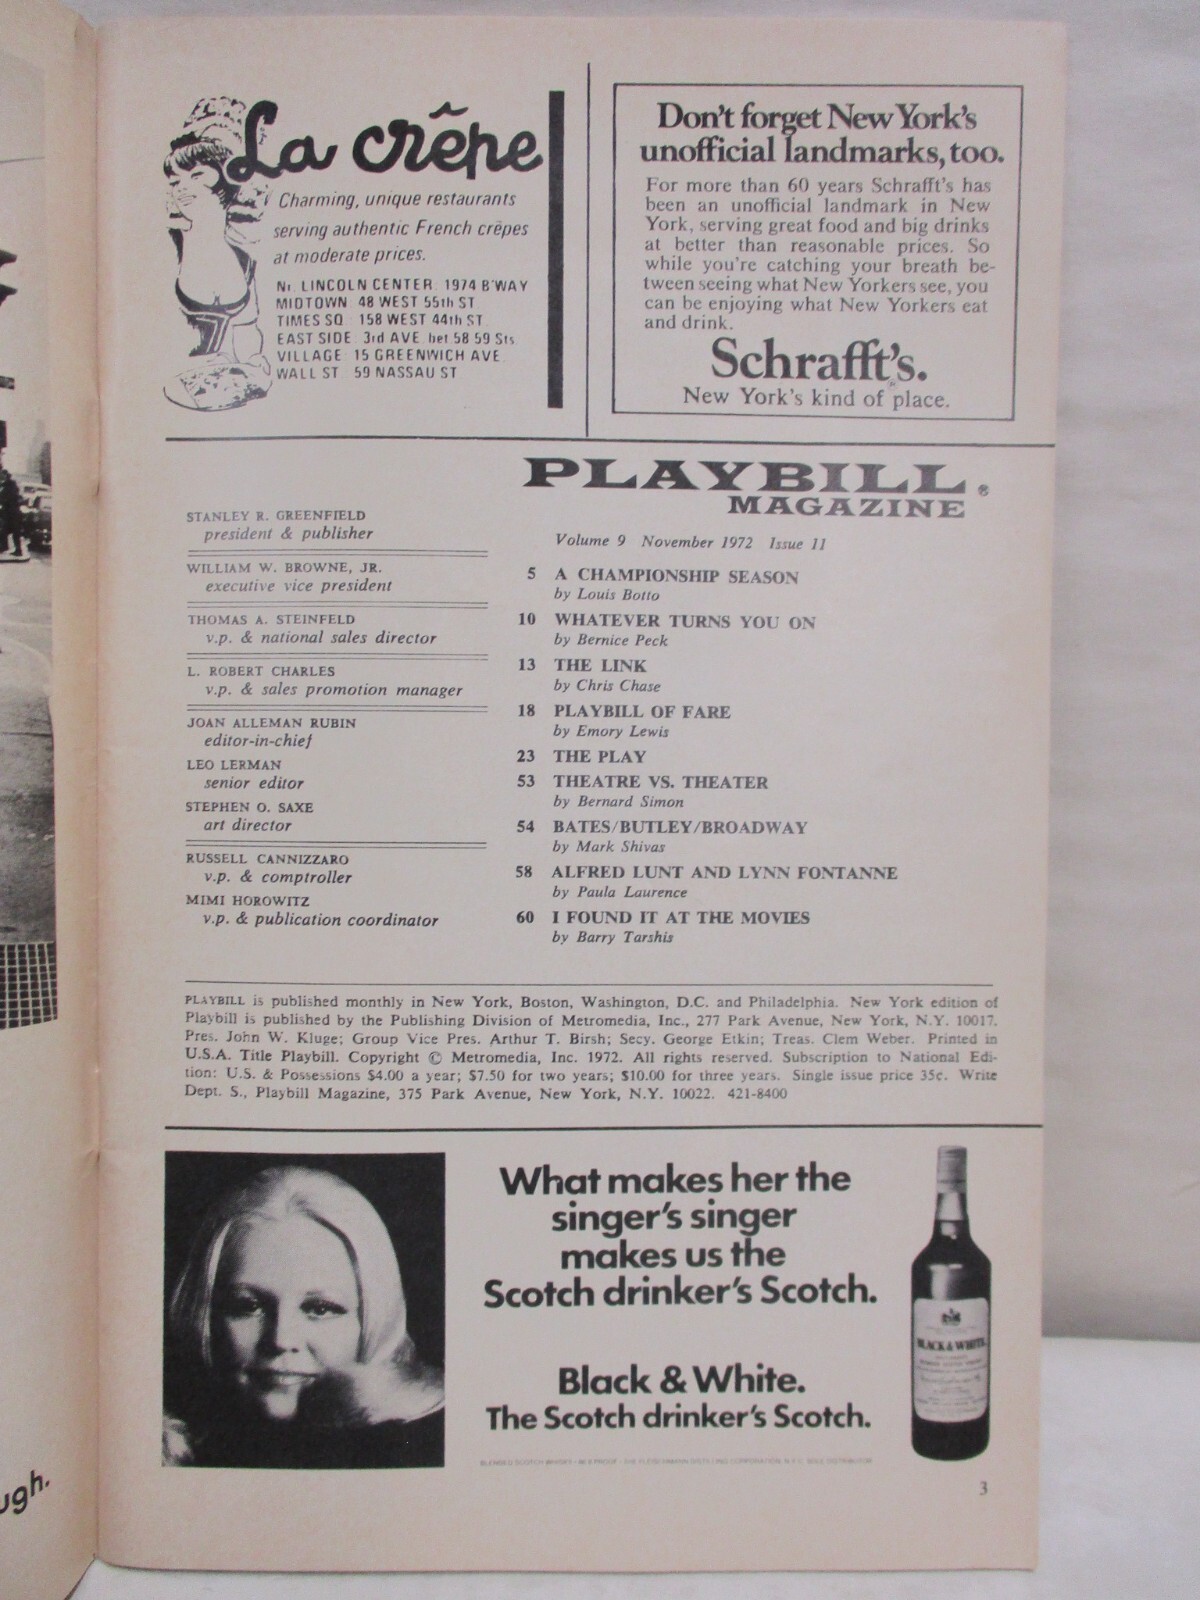 La crêpe
Charming, unique restaurants
serving authentic French crêpes
at moderate prices.
Nr. LINCOLN CENTER: 1974 B'WAY
MIDTOWN: 48 WEST 55th ST
TIMES SQ: 158 WEST 44th ST
EAST SIDE: 3rd AVE. bet 58 59 Sts
VILLAGE: 15 GREENWICH AVE
WALL ST 59 NASSAU ST
Don't forget New York's
unofficial landmarks, too.
For more than 60 years Schrafft's has
been an unofficial landmark in New
York, serving great food and big drinks
at better than reasonable prices. So
while you're catching your breath be-
tween seeing what New Yorkers see, you
can be enjoying what New Yorkers eat
and drink.
Schrafft's.®
New York's kind of place.
PLAYBILL®
MAGAZINE
STANLEY R. GREENFIELD
president & publisher
WILLIAM W. BROWNE, JR.
executive vice president
THOMAS A. STEINFELD
v.p. & national sales director
L. ROBERT CHARLES
v.p. & sales promotion manager
JOAN ALLEMAN RUBIN
editor-in-chief
LEO LERMAN
senior editor
STEPHEN O. SAXE
art director
RUSSELL CANNIZZARO
v.p. & comptroller
MIMI HOROWITZ
v.p. & publication coordinator
Volume 9 November 1972 Issue 11
5 A CHAMPIONSHIP SEASON
by Louis Botto
10 WHATEVER TURNS YOU ON
by Bernice Peck
13 THE LINK
by Chris Chase
18 PLAYBILL OF FARE
by Emory Lewis
23 THE PLAY
53 THEATRE VS. THEATER
by Bernard Simon
54 BATES/BUTLEY/BROADWAY
by Mark Shivas
58 ALFRED LUNT AND LYNN FONTANNE
by Paula Laurence
60 I FOUND IT AT THE MOVIES
by Barry Tarshis
PLAYBILL is published monthly in New York, Boston, Washington, D.C. and Philadelphia. New York edition of
Playbill is published by the Publishing Division of Metromedia, Inc., 277 Park Avenue, New York, N.Y. 10017.
Pres. John W. Kluge; Group Vice Pres. Arthur T. Birsh; Secy. George Etkin; Treas. Clem Weber. Printed in
U.S.A. Title Playbill. Copyright © Metromedia, Inc. 1972. All rights reserved. Subscription to National Edi-
tion: U.S. & Possessions $4.00 a year; $7.50 for two years; $10.00 for three years. Single issue price 35c. Write
Dept. S., Playbill Magazine, 375 Park Avenue, New York, N.Y. 10022. 421-8400
What makes her the
singer's singer
makes us the
Scotch drinker's Scotch.
Black & White.
The Scotch drinker's Scotch.
BLACK & WHITE
BLENDED SCOTCH WHISKY
3
ugh.